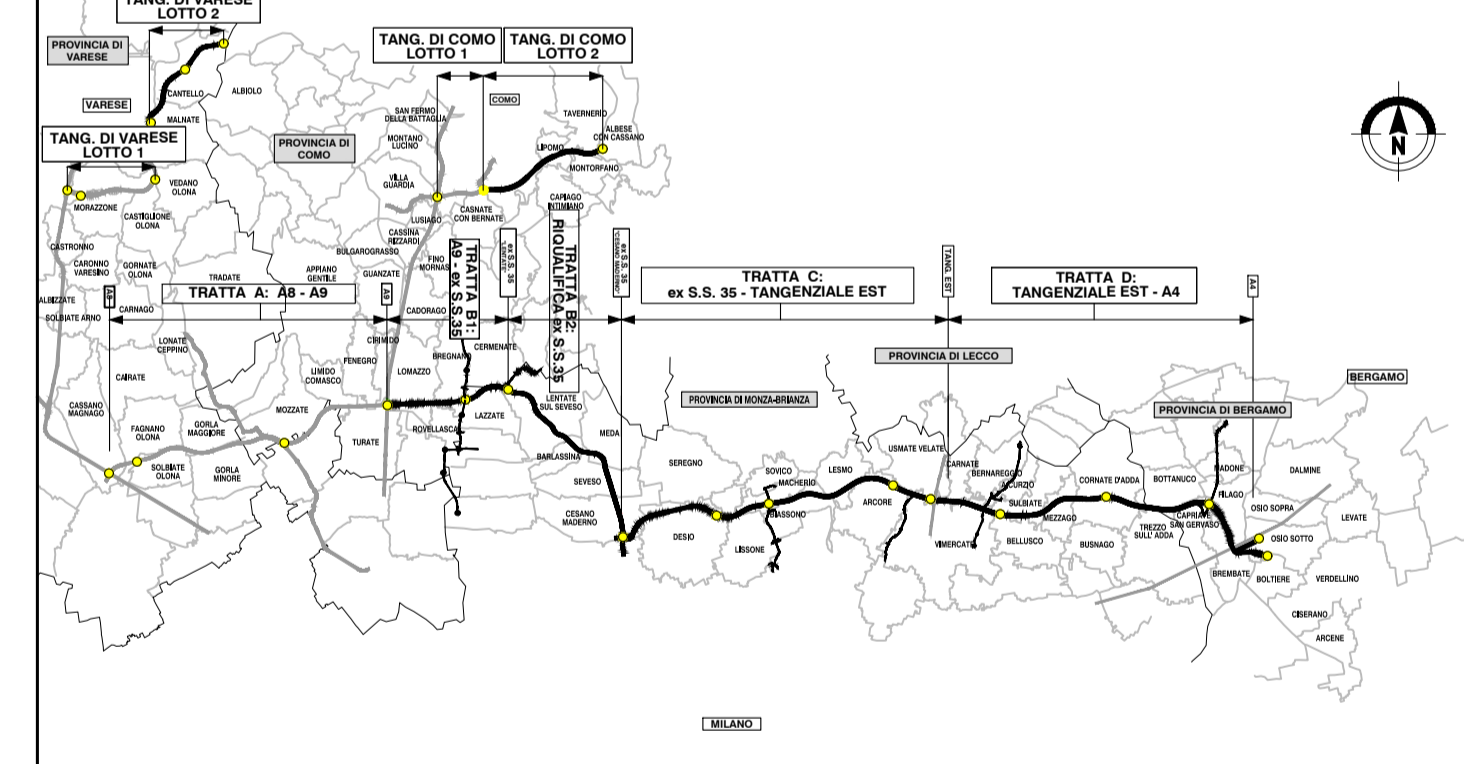 TANG. DI VARESE
LOTTO 2
PROVINCIA DI
VARESE
TANG. DI COMO
LOTTO 1
TANG. DI COMO
LOTTO 2
CANTELLO
ALBIOLO
VARESE
MALNATE
COMO
SAN FERMO
DELLA BATTAGLIA
TAVERNERIO
ALBESE
CON CASSANO
TANG. DI VARESE
LOTTO 1
PROVINCIA DI
COMO
MONTANO
LUCINO
LIPOMO
MONTORFANO
N
VILLA
GUARDIA
VEDANO
OLONA
MORAZZONE
CASTIGLIONE
OLONA
LUSIAGO
CASNATE
CON BERNATE
CAPIAGO
INTIMIANO
CASSINA
RIZZARDI
CASTRONNO
BULGAROGRASSO
CARONNO
VARESINO
GORNATE
OLONA
TRADATE
APPIANO
GENTILE
GUANZATE
FINO
MORNAS
TRATTA B1:
A9 - ex S.S.35
ex S.S. 35
"LENTATE"
TRATTA B2:
RIQUALIFICA ex S.S.35
ex S.S. 35
"CESANO MADERNO"
TRATTA C:
ex S.S. 35 - TANGENZIALE EST
TANG. EST
TRATTA D:
TANGENZIALE EST - A4
A4
ALBIZZATE
A8
TRATTA A: A8 - A9
A9
SOLBIATE ARNO
CARNAGO
CADORAGO
LONATE
CEPPINO
CIRIMIDO
FENEGRO
BREGNANO
CERMENATE
PROVINCIA DI LECCO
CAIRATE
LIMIDO
COMASCO
LOMAZZO
BERGAMO
CASSANO
MAGNAGO
MOZZATE
LAZZATE
LENTATE
SUL SEVESO
PROVINCIA DI MONZA-BRIANZA
PROVINCIA DI BERGAMO
FAGNANO
OLONA
GORLA
MAGGIORE
TURATE
ROVELLASCA
MEDA
SOLBIATE
OLONA
GORLA
MINORE
BARLASSINA
SEREGNO
SOVICO
LESMO
USMATE VELATE
CARNATE
BERNAREGGIO
MACHERIO
CORNATE D'ADDA
BOTTANUCO
MADONE
DALMINE
SEVESO
AICURZIO
FILAGO
CESANO
MADERNO
BIASSONO
ARCORE
SULBIATE
MEZZAGO
CAPRIATE
SAN GERVASO
OSIO SOPRA
LEVATE
DESIO
LISSONE
VIMERCATE
BELLUSCO
BUSNAGO
TREZZO
SULL' ADDA
OSIO SOTTO
BREMBATE
BOLTIERE
VERDELLINO
CISERANO
ARCENE
MILANO